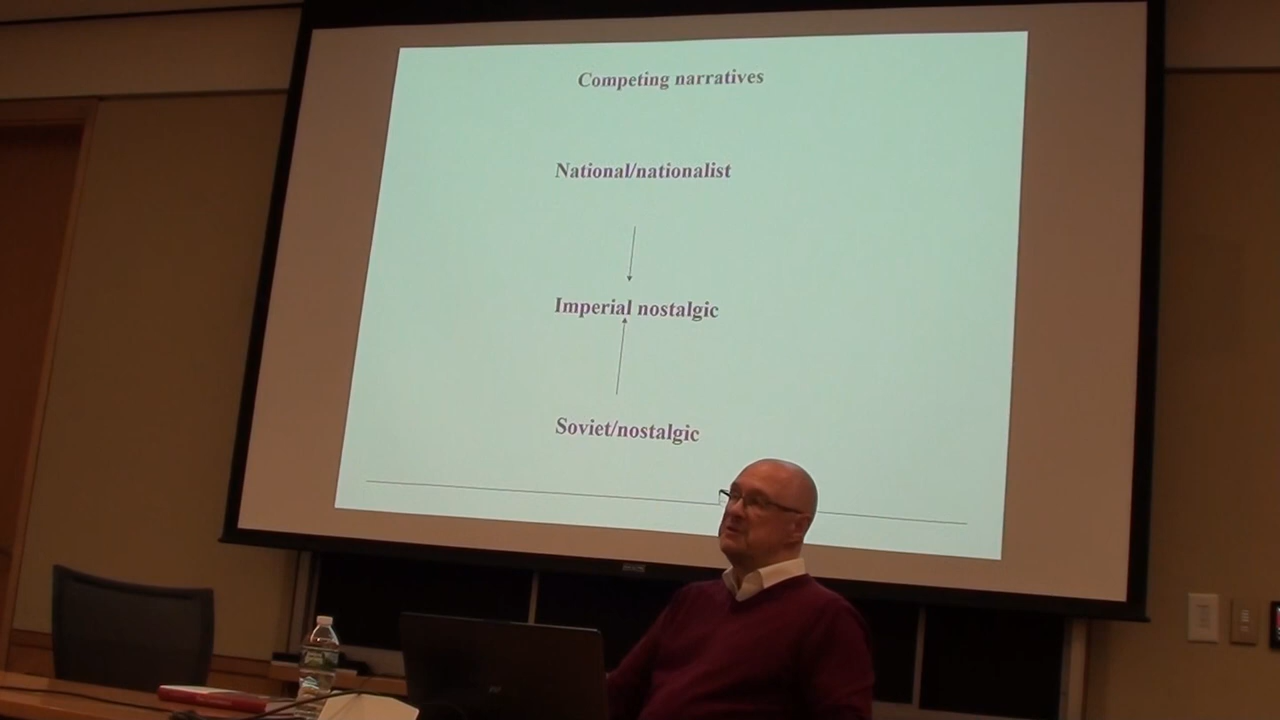 Competing narratives
National/nationalist
Imperial nostalgic
Soviet/nostalgic